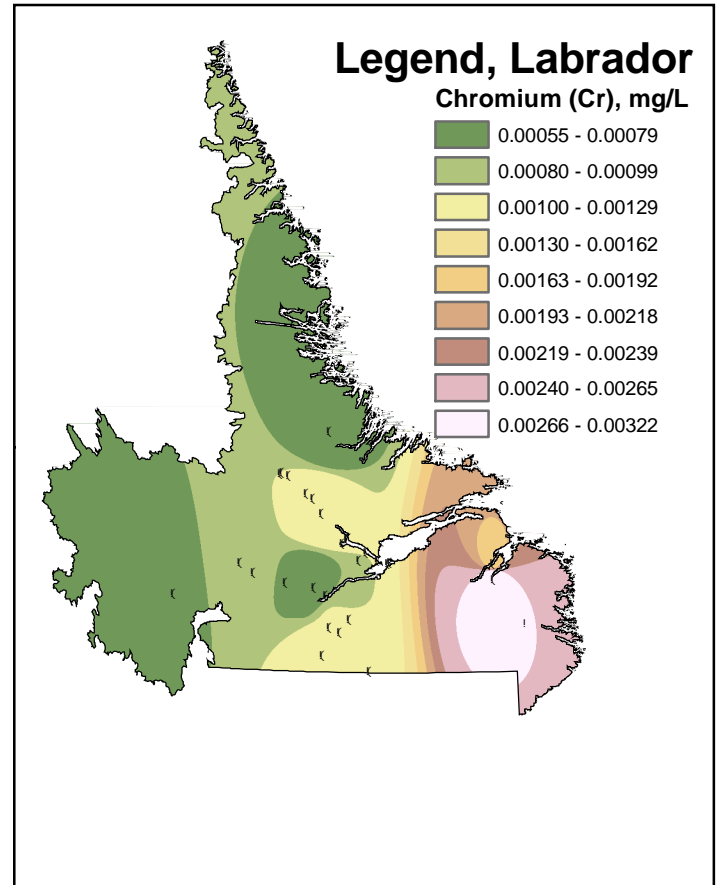 Legend, Labrador
Chromium (Cr), mg/L
0.00055 - 0.00079
0.00080 - 0.00099
0.00100 - 0.00129
0.00130 - 0.00162
0.00163 - 0.00192
0.00193 - 0.00218
0.00219 - 0.00239
0.00240 - 0.00265
0.00266 - 0.00322